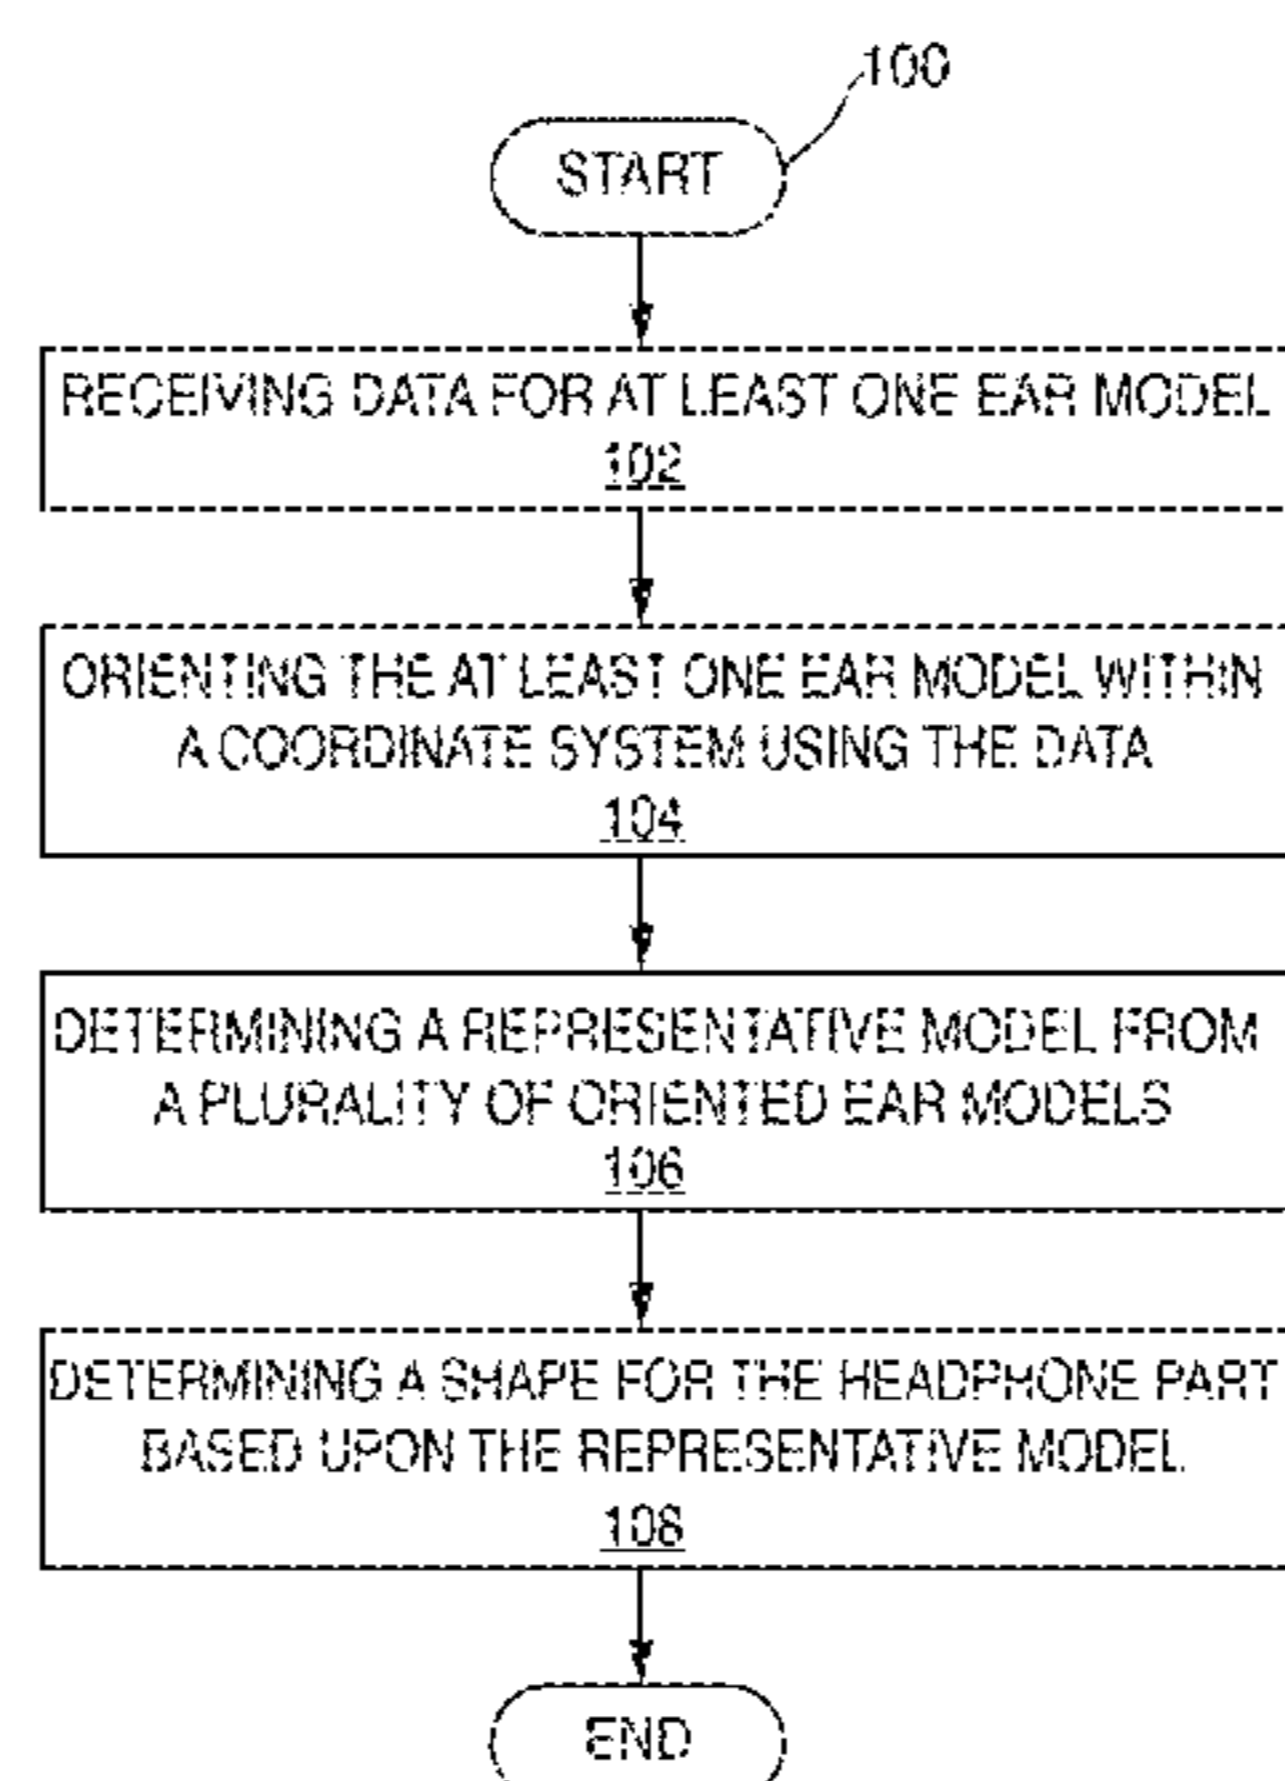 100
START
RECEIVING DATA FOR AT LEAST ONE EAR MODEL
102
ORIENTING THE AT LEAST ONE EAR MODEL WITHIN
A COORDINATE SYSTEM USING THE DATA
104
DETERMINING A REPRESENTATIVE MODEL FROM
A PLURALITY OF ORIENTED EAR MODELS
106
DETERMINING A SHAPE FOR THE HEADPHONE PART
BASED UPON THE REPRESENTATIVE MODEL
108
END